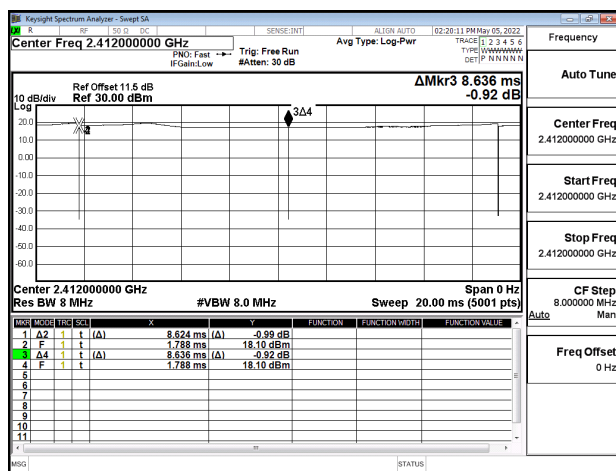 Keysight Spectrum Analyzer - Swept SA
R RF 50 Ω DC SENSE:INT ALIGN AUTO 02:20:11 PM May 05, 2022
Center Freq 2.412000000 GHz
PNO: Fast
IFGain:Low
Trig: Free Run
#Atten: 30 dB
Avg Type: Log-Pwr
TRACE 1 2 3 4 5 6
TYPE WWWWWW
DET P N N N N N
Ref Offset 11.5 dB
Ref 30.00 dBm
ΔMkr3 8.636 ms
-0.92 dB
10 dB/div
Log
20.0
10.0
0.00
-10.0
-20.0
-30.0
-40.0
-50.0
-60.0
3Δ4
Center 2.412000000 GHz Span 0 Hz
Res BW 8 MHz #VBW 8.0 MHz Sweep 20.00 ms (5001 pts)
MKR MODE TRC SCL X Y FUNCTION FUNCTION WIDTH FUNCTION VALUE
1 Δ2 1 t (Δ) 8.624 ms (Δ) -0.99 dB
2 F 1 t 1.788 ms 18.10 dBm
3 Δ4 1 t (Δ) 8.636 ms (Δ) -0.92 dB
4 F 1 t 1.788 ms 18.10 dBm
5
6
7
8
9
10
11
MSG STATUS
Frequency
Auto Tune
Center Freq
2.412000000 GHz
Start Freq
2.412000000 GHz
Stop Freq
2.412000000 GHz
CF Step
8.000000 MHz
Auto Man
Freq Offset
0 Hz